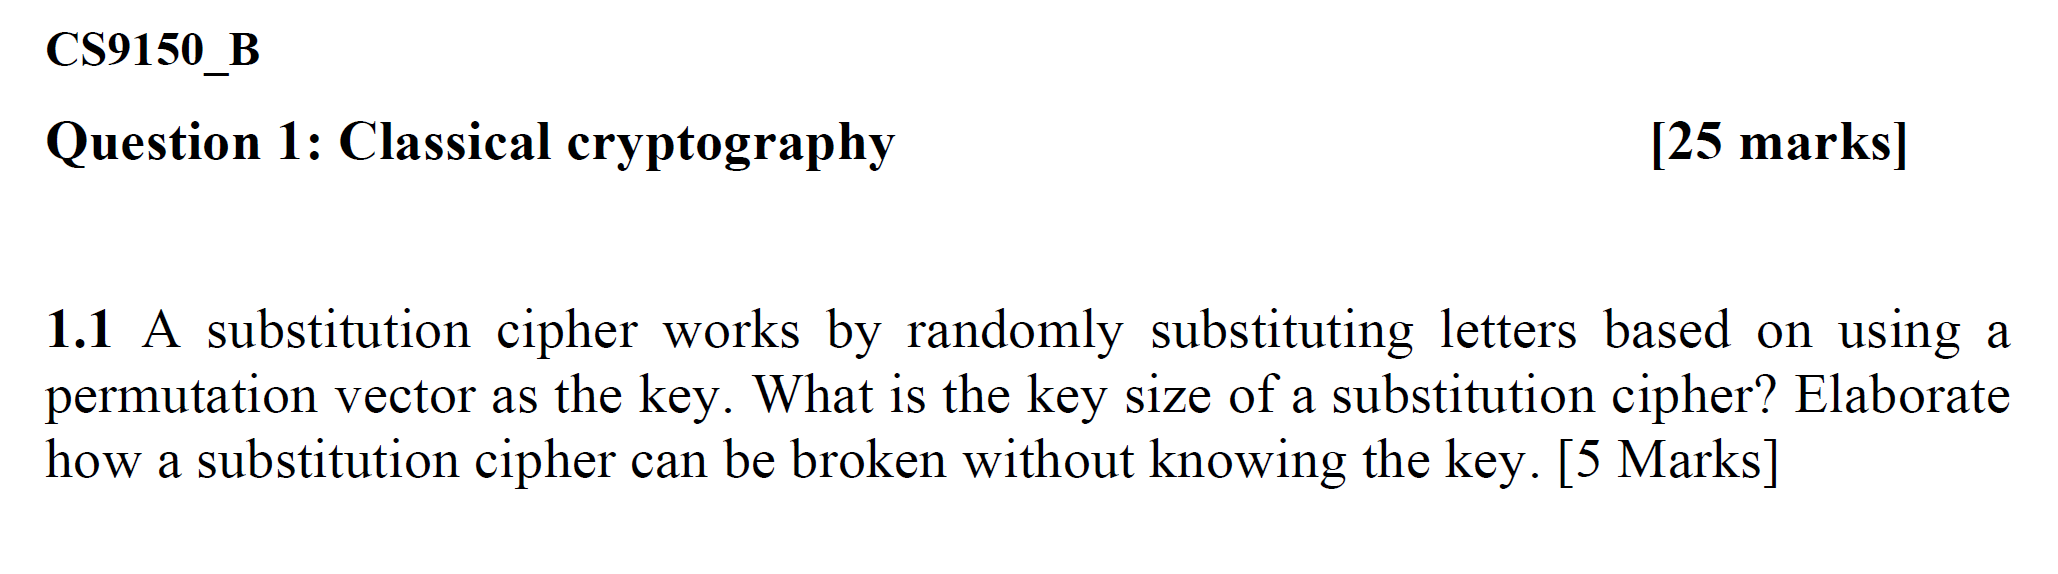 CS9150_B
Question 1: Classical cryptography [25 marks]
1.1 A substitution cipher works by randomly substituting letters based on using a
permutation vector as the key. What is the key size of a substitution cipher? Elaborate
how a substitution cipher can be broken without knowing the key. [5 Marks]